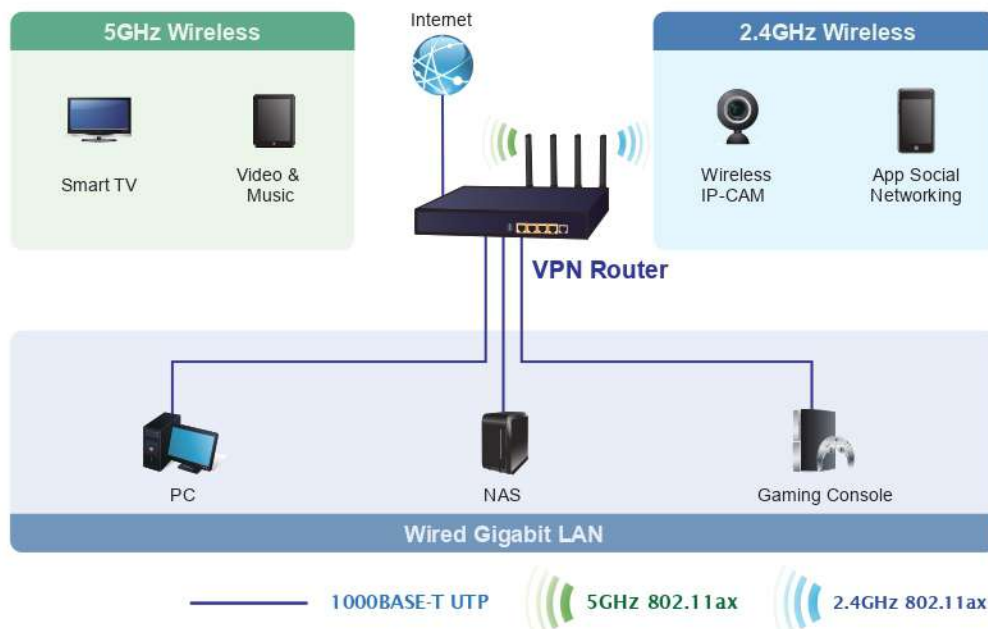 5GHz Wireless
Internet
2.4GHz Wireless
Smart TV
Video &
Music
Wireless
IP-CAM
App Social
Networking
VPN Router
PC
NAS
Gaming Console
Wired Gigabit LAN
1000BASE-T UTP
5GHz 802.11ax
2.4GHz 802.11ax